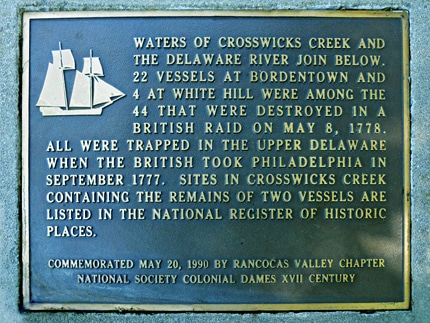 WATERS OF CROSSWICKS CREEK AND
THE DELAWARE RIVER JOIN BELOW.
22 VESSELS AT BORDENTOWN AND
4 AT WHITE HILL WERE AMONG THE
44 THAT WERE DESTROYED IN A
BRITISH RAID ON MAY 8, 1778.
ALL WERE TRAPPED IN THE UPPER DELAWARE
WHEN THE BRITISH TOOK PHILADELPHIA IN
SEPTEMBER 1777. SITES IN CROSSWICKS CREEK
CONTAINING THE REMAINS OF TWO VESSELS ARE
LISTED IN THE NATIONAL REGISTER OF HISTORIC
PLACES.
COMMEMORATED MAY 20, 1990 BY RANCOCAS VALLEY CHAPTER
NATIONAL SOCIETY COLONIAL DAMES XVII CENTURY